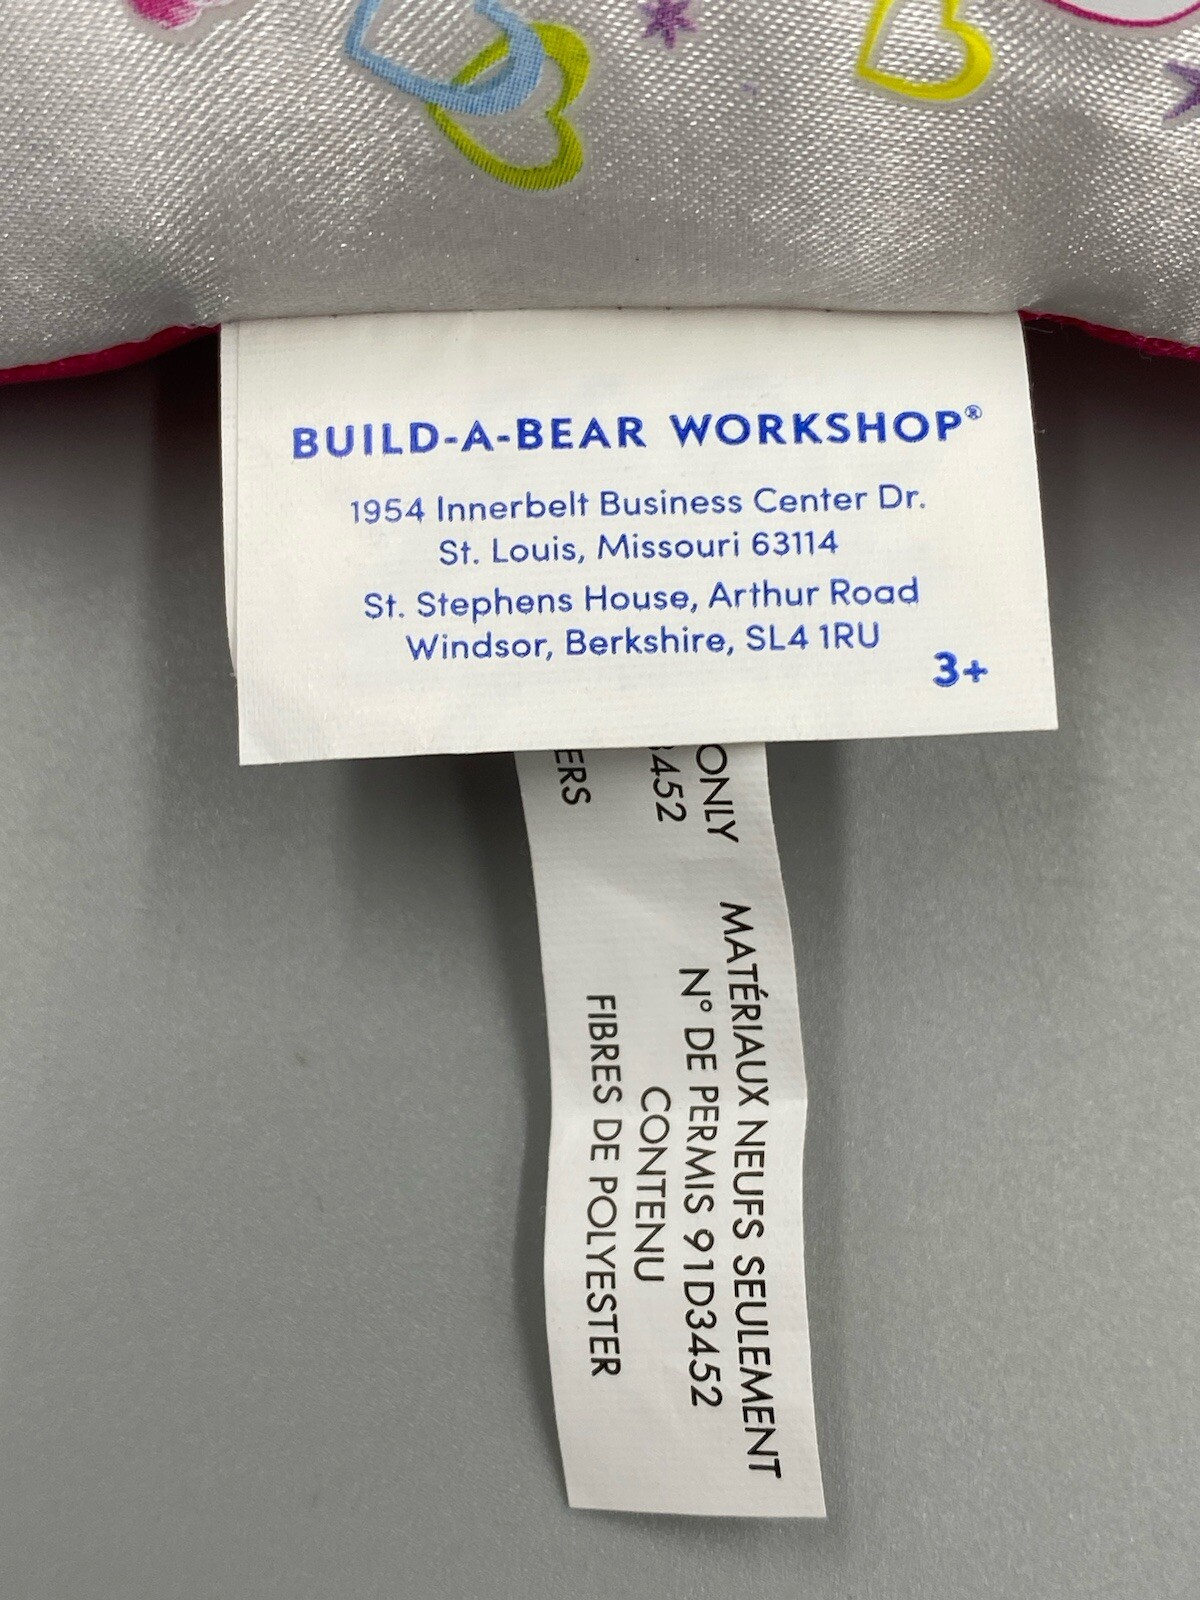 BUILD-A-BEAR WORKSHOP®
1954 Innerbelt Business Center Dr.
St. Louis, Missouri 63114
St. Stephens House, Arthur Road
Windsor, Berkshire, SL4 1RU
3+
ONLY
3452
ERS
MATÉRIAUX NEUFS SEULEMENT
N° DE PERMIS 91D3452
CONTENU
FIBRES DE POLYESTER